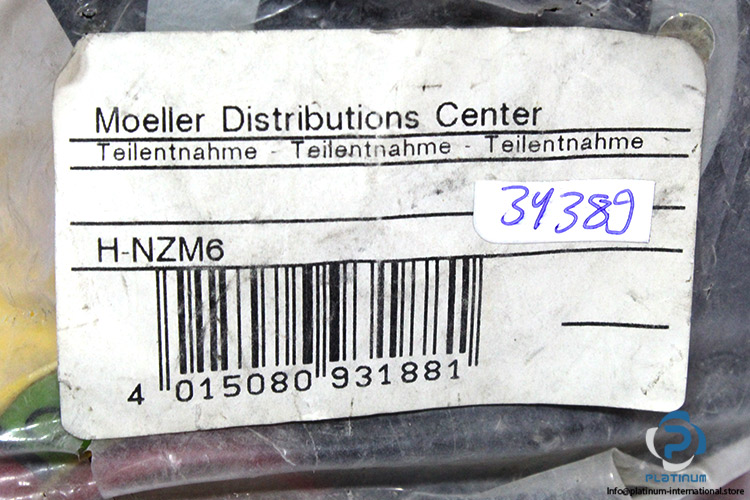 Moeller Distributions Center
Teilentnahme - Teilentnahme - Teilentnahme
34389
H-NZM6
4 015080 931881
PLATINUM
Info@platinum-international.store